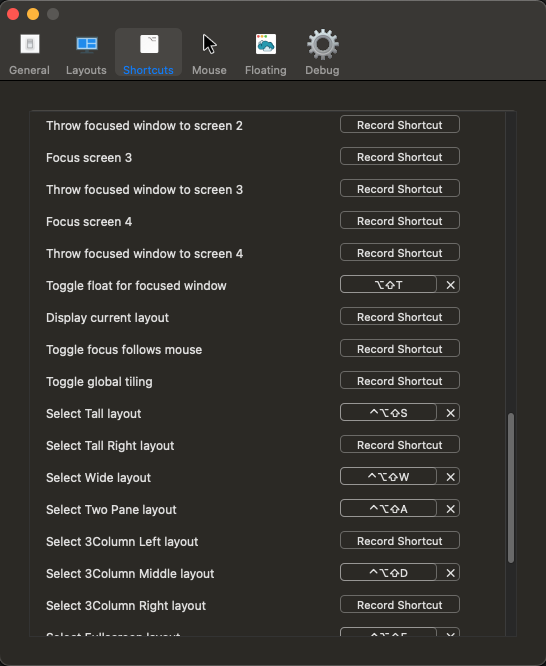 General Layouts Shortcuts Mouse Floating Debug
Throw focused window to screen 2 Record Shortcut
Focus screen 3 Record Shortcut
Throw focused window to screen 3 Record Shortcut
Focus screen 4 Record Shortcut
Throw focused window to screen 4 Record Shortcut
Toggle float for focused window ⌥⇧T ✕
Display current layout Record Shortcut
Toggle focus follows mouse Record Shortcut
Toggle global tiling Record Shortcut
Select Tall layout ^⌥⇧S ✕
Select Tall Right layout Record Shortcut
Select Wide layout ^⌥⇧W ✕
Select Two Pane layout ^⌥⇧A ✕
Select 3Column Left layout Record Shortcut
Select 3Column Middle layout ^⌥⇧D ✕
Select 3Column Right layout Record Shortcut
Select Fullscreen layout